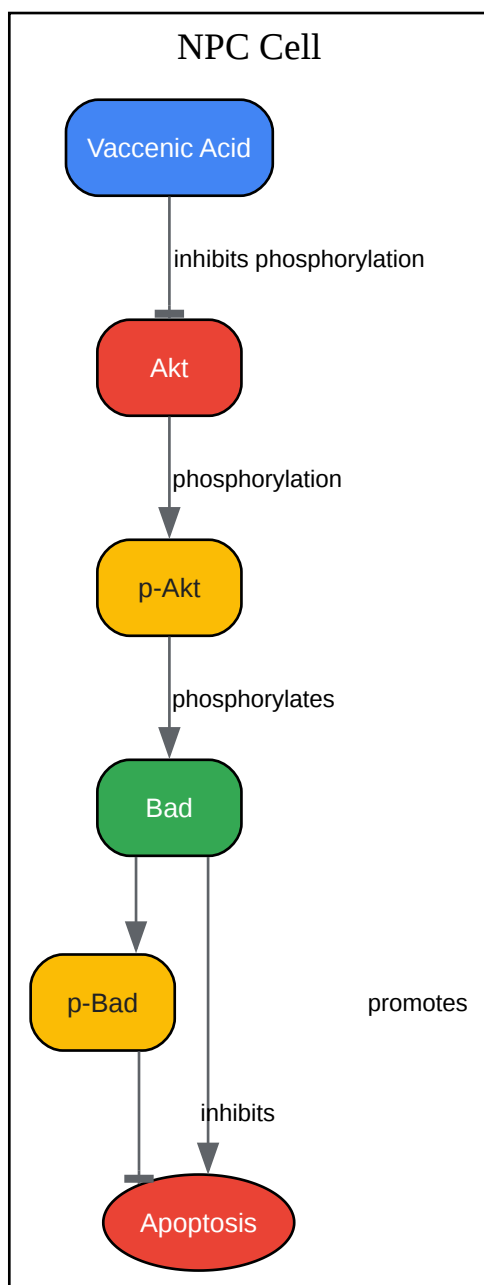 NPC Cell
Vaccenic Acid
inhibits phosphorylation
Akt
phosphorylation
p-Akt
phosphorylates
Bad
p-Bad
promotes
inhibits
Apoptosis